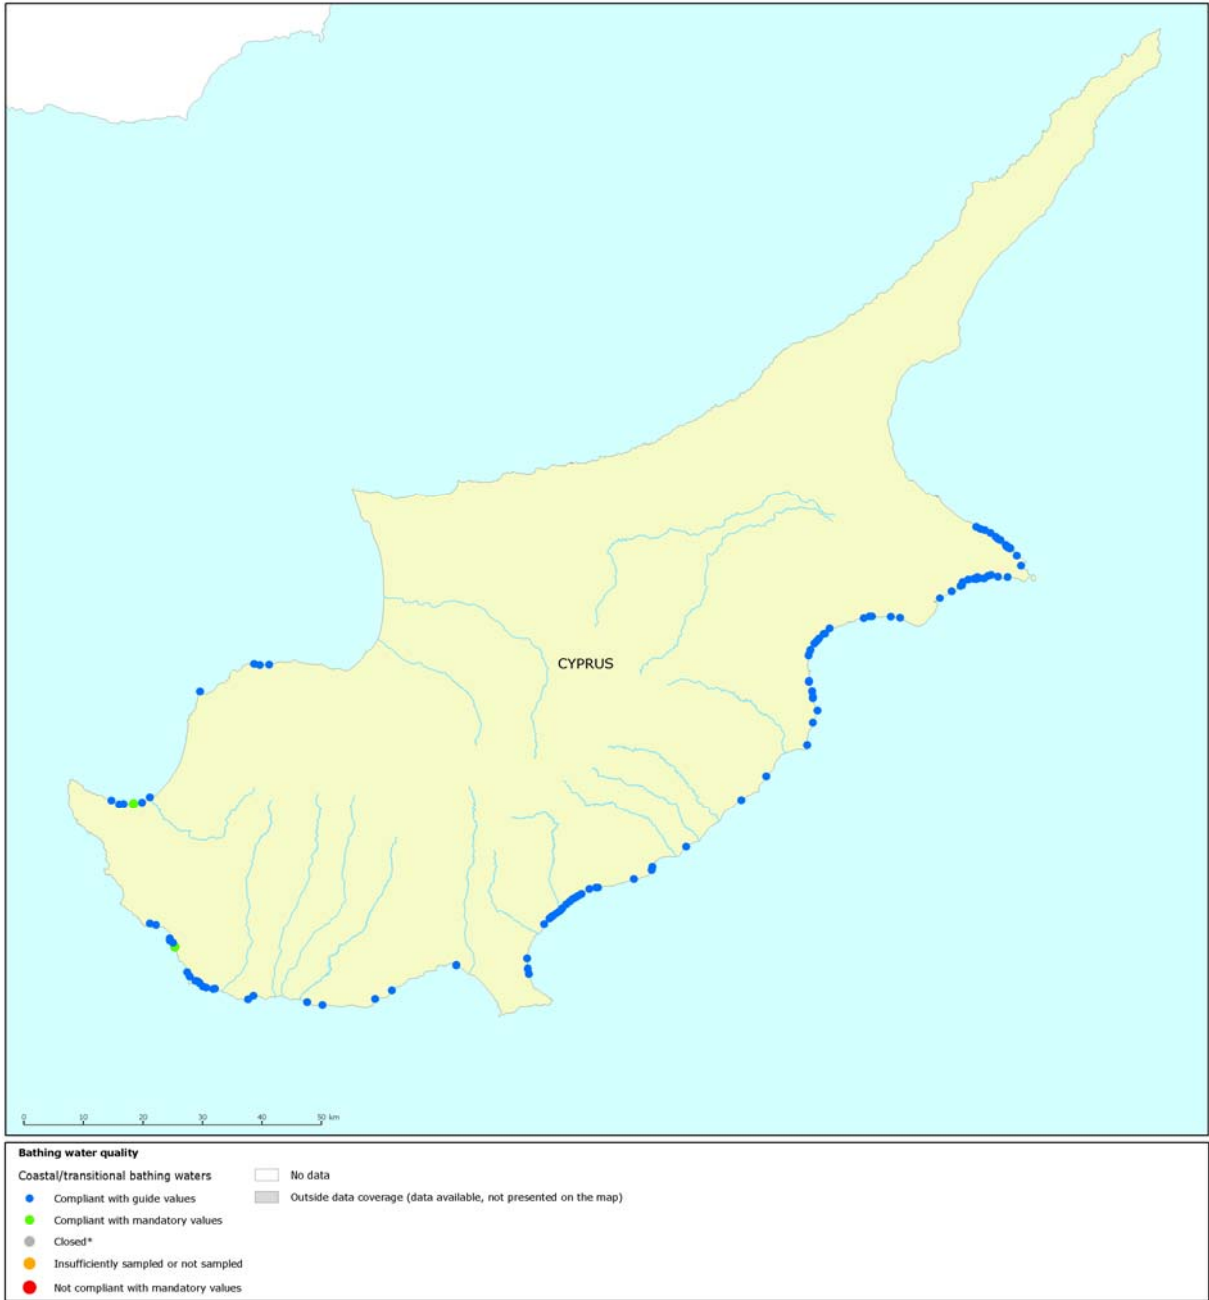 CYPRUS
0 10 20 30 40 50 km
Bathing water quality
Coastal/transitional bathing waters
Compliant with guide values
Compliant with mandatory values
Closed*
Insufficiently sampled or not sampled
Not compliant with mandatory values
No data
Outside data coverage (data available, not presented on the map)